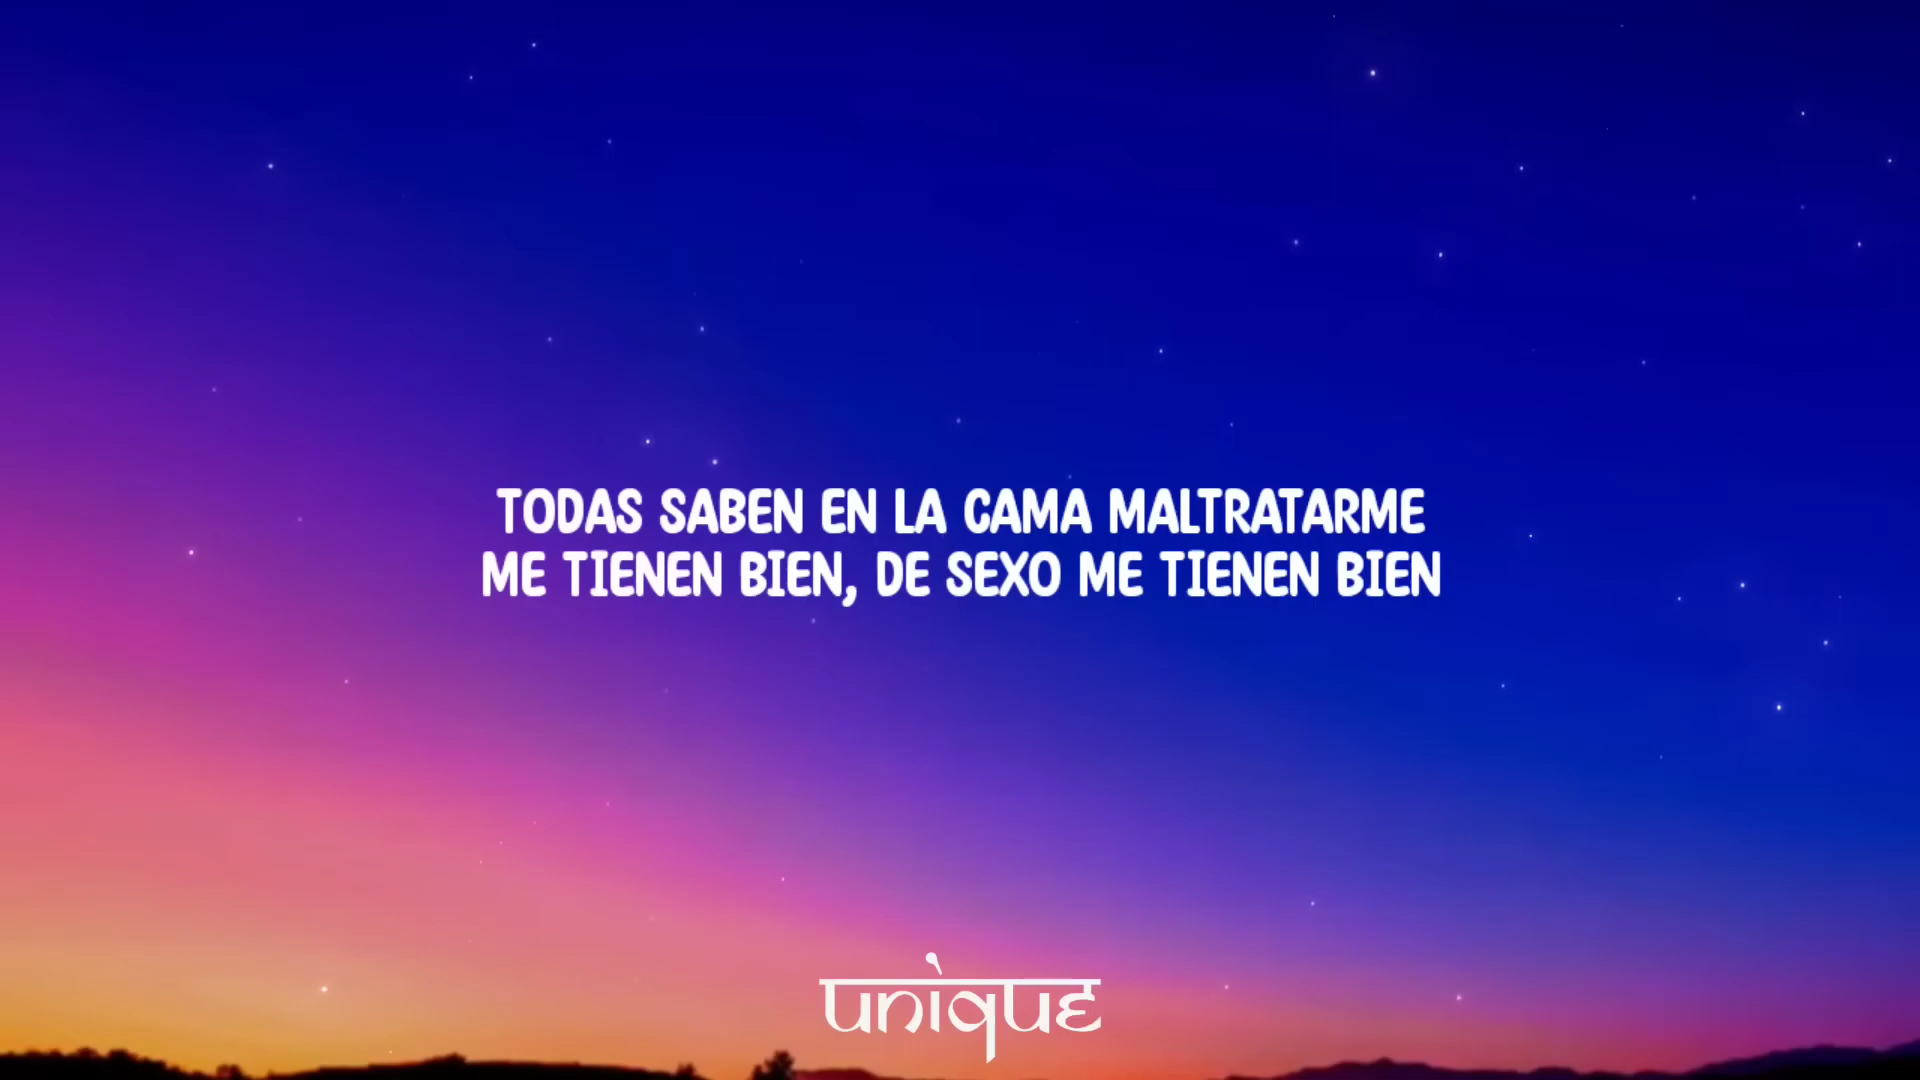 TODAS SABEN EN LA CAMA MALTRATARME
ME TIENEN BIEN, DE SEXO ME TIENEN BIEN
UNIQUE